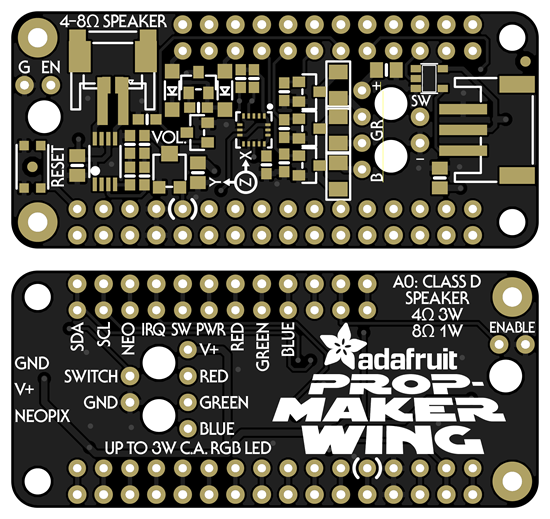 4-8Ω SPEAKER
G EN
+
SW
VOL.
GR
RESET
X
Y
Z
B
-
SDA
SCL
NEO
IRQ SW PWR
RED
GREEN
BLUE
A0: CLASS D
SPEAKER
4Ω 3W
8Ω 1W
ENABLE
GND
V+
NEOPIX
SWITCH
GND
V+
RED
GREEN
BLUE
UP TO 3W C.A. RGB LED
adafruit
PROP-
MAKER
WING